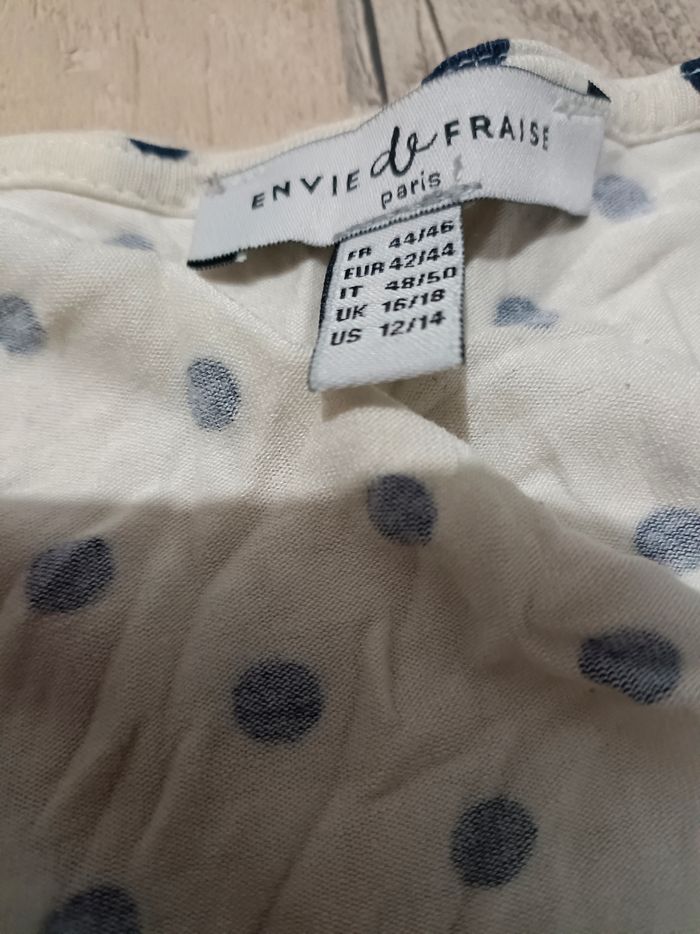 ENVIE de FRAISE
paris
FR 44/46
EUR 42/44
IT 48/50
UK 16/18
US 12/14